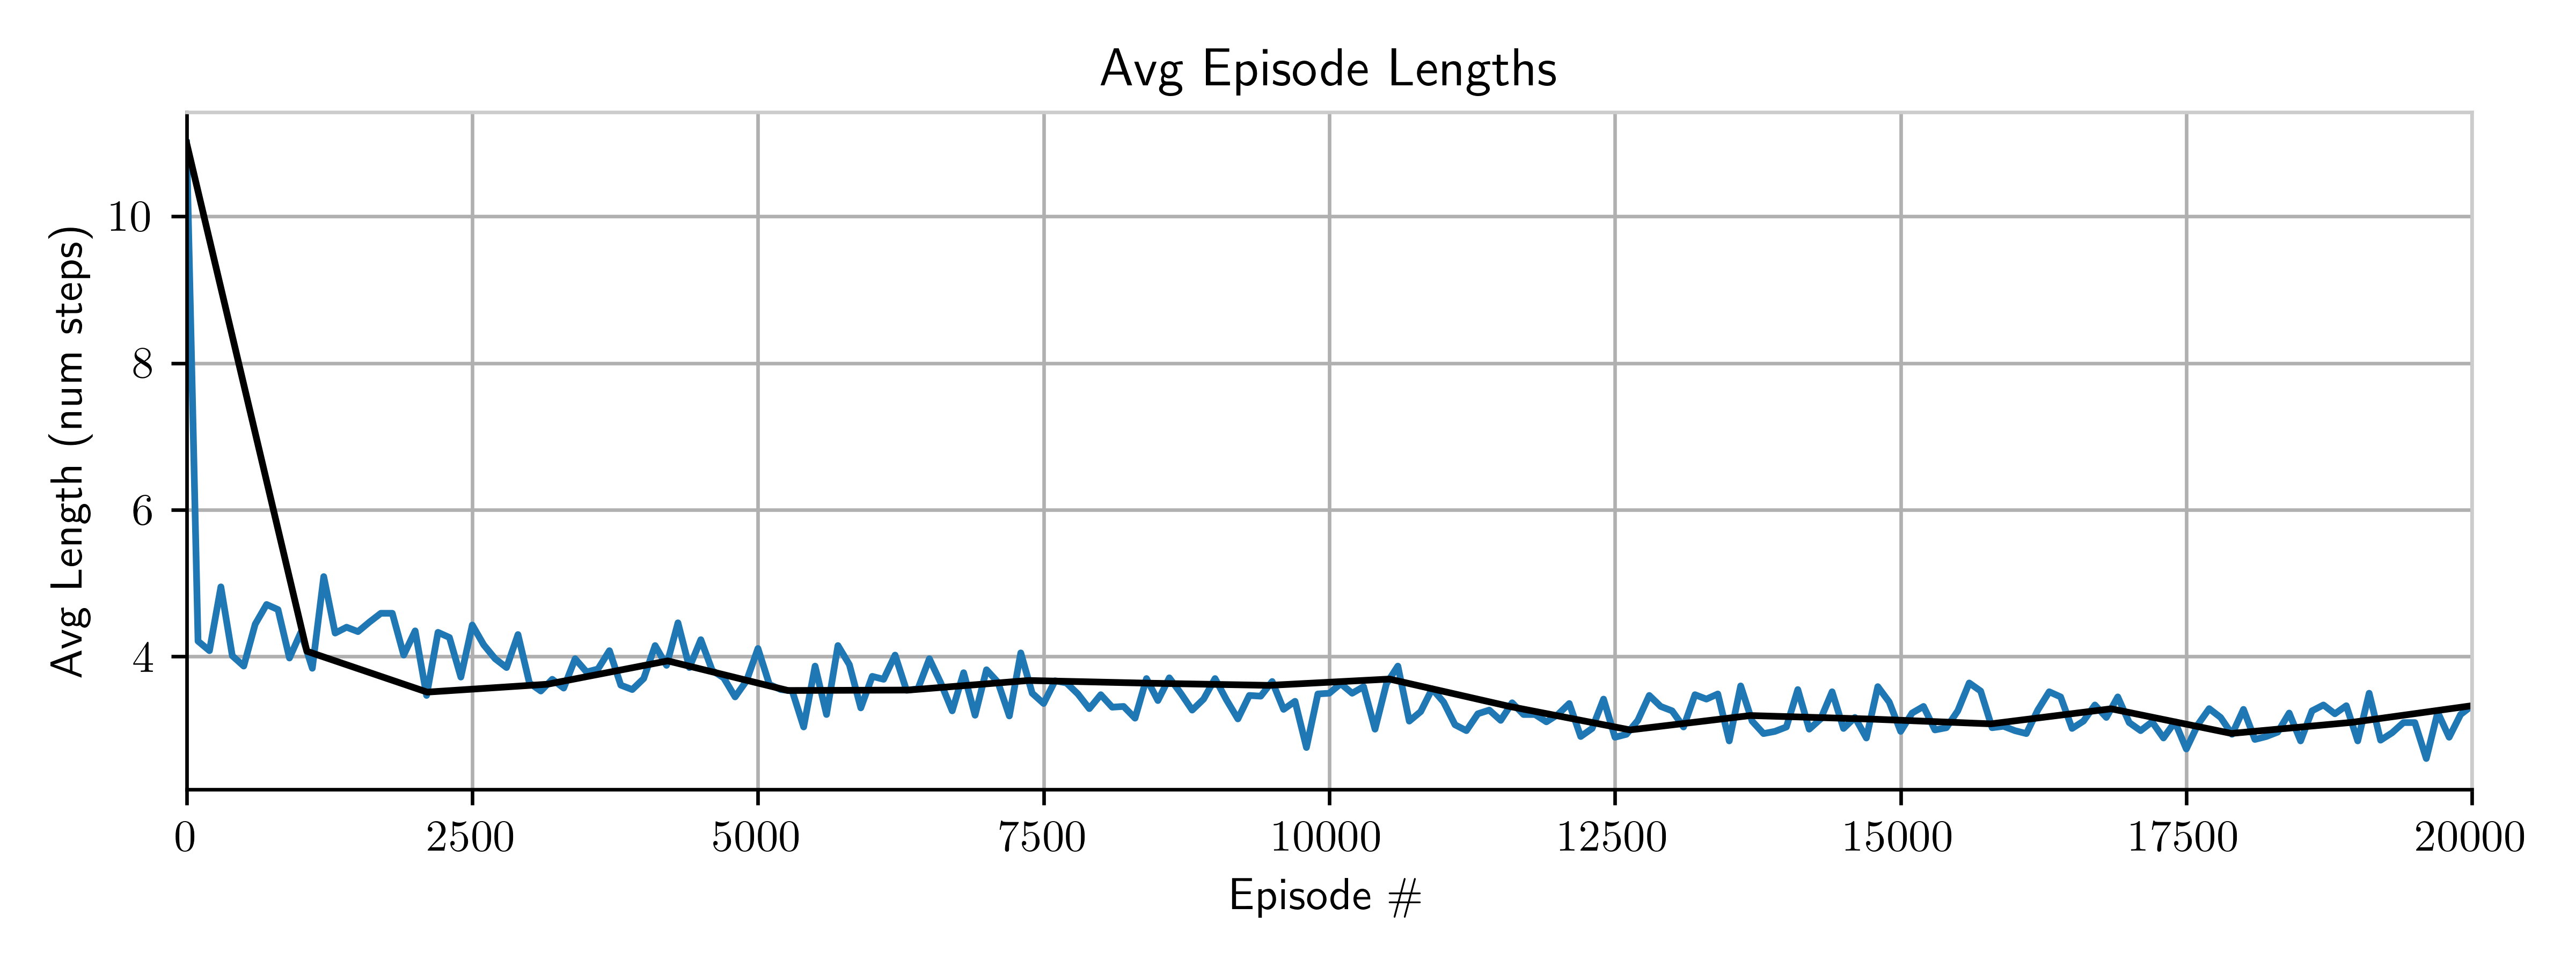 Avg Episode Lengths
Avg Length (num steps)
10
8
6
4
0 2500 5000 7500 10000 12500 15000 17500 20000
Episode #